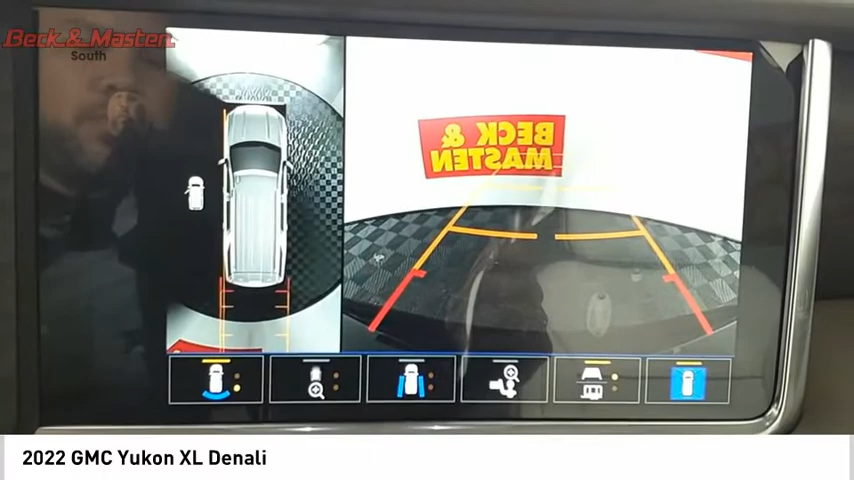 Beck & Masten
South
BECK &
MASTEN
2022 GMC Yukon XL Denali